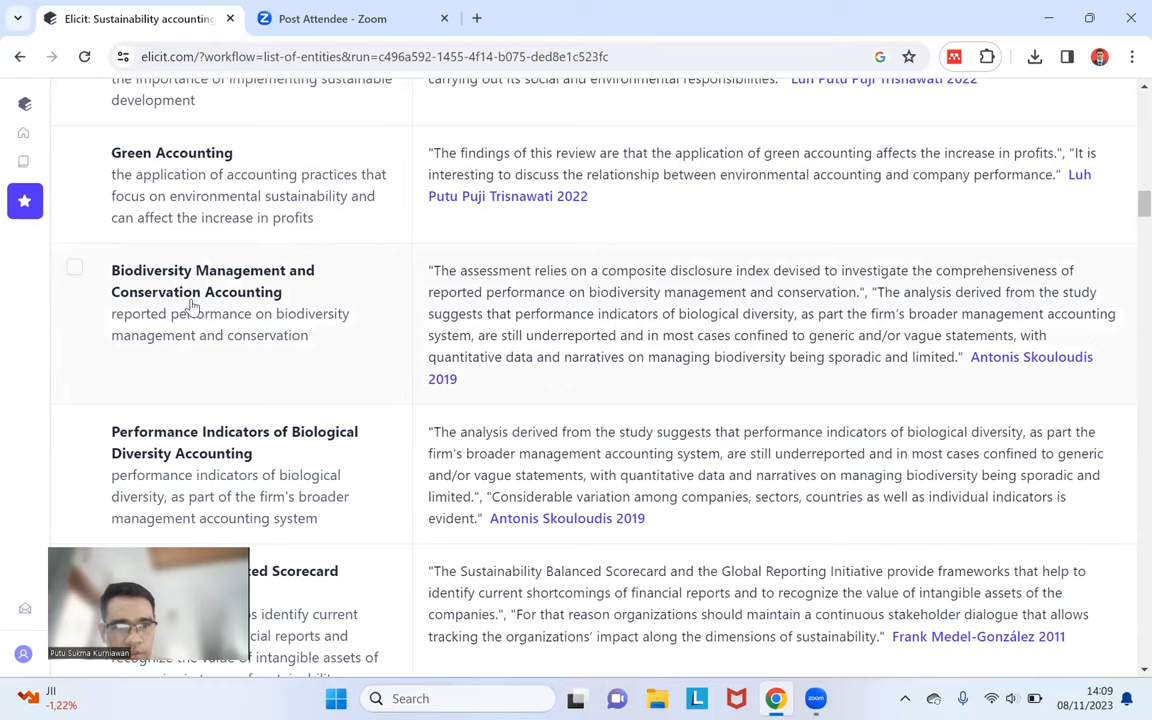 Elicit: Sustainability accounting
Post Attendee - Zoom
elicit.com/?workflow=list-of-entities&run=c496a592-1455-4f14-b075-ded8e1c523fc
the importance of implementing sustainable
development
carrying out its social and environmental responsibilities." Luh Putu Puji Trisnawati 2022
Green Accounting
the application of accounting practices that
focus on environmental sustainability and
can affect the increase in profits
"The findings of this review are that the application of green accounting affects the increase in profits.", "It is
interesting to discuss the relationship between environmental accounting and company performance." Luh
Putu Puji Trisnawati 2022
Biodiversity Management and
Conservation Accounting
reported performance on biodiversity
management and conservation
"The assessment relies on a composite disclosure index devised to investigate the comprehensiveness of
reported performance on biodiversity management and conservation.", "The analysis derived from the study
suggests that performance indicators of biological diversity, as part the firm's broader management accounting
system, are still underreported and in most cases confined to generic and/or vague statements, with
quantitative data and narratives on managing biodiversity being sporadic and limited." Antonis Skouloudis
2019
Performance Indicators of Biological
Diversity Accounting
performance indicators of biological
diversity, as part of the firm's broader
management accounting system
"The analysis derived from the study suggests that performance indicators of biological diversity, as part the
firm's broader management accounting system, are still underreported and in most cases confined to generic
and/or vague statements, with quantitative data and narratives on managing biodiversity being sporadic and
limited.", "Considerable variation among companies, sectors, countries as well as individual indicators is
evident." Antonis Skouloudis 2019
ced Scorecard
s identify current
cial reports and
recognize the value of intangible assets of
"The Sustainability Balanced Scorecard and the Global Reporting Initiative provide frameworks that help to
identify current shortcomings of financial reports and to recognize the value of intangible assets of the
companies.", "For that reason organizations should maintain a continuous stakeholder dialogue that allows
tracking the organizations' impact along the dimensions of sustainability." Frank Medel-González 2011
Putu Sukma Kurniawan
JII
-1,22%
Search
zoom
14:09
08/11/2023